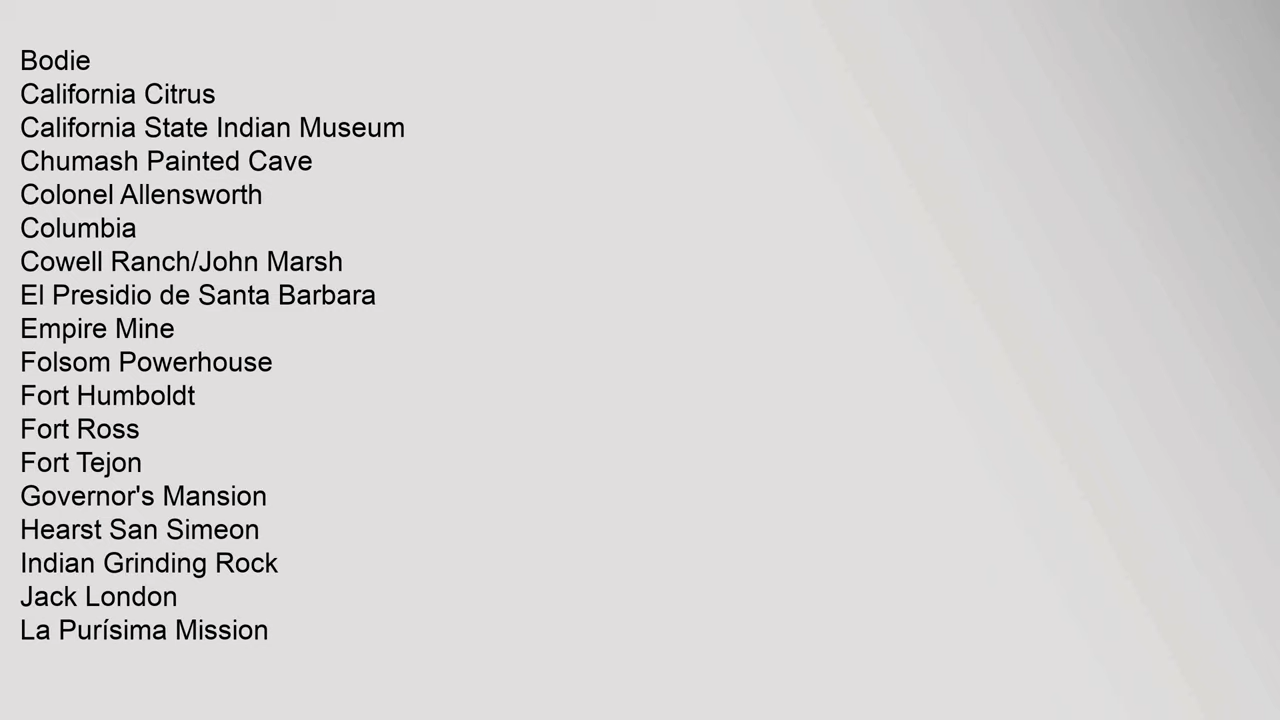 Bodie
California Citrus
California State Indian Museum
Chumash Painted Cave
Colonel Allensworth
Columbia
Cowell Ranch/John Marsh
El Presidio de Santa Barbara
Empire Mine
Folsom Powerhouse
Fort Humboldt
Fort Ross
Fort Tejon
Governor's Mansion
Hearst San Simeon
Indian Grinding Rock
Jack London
La Purísima Mission